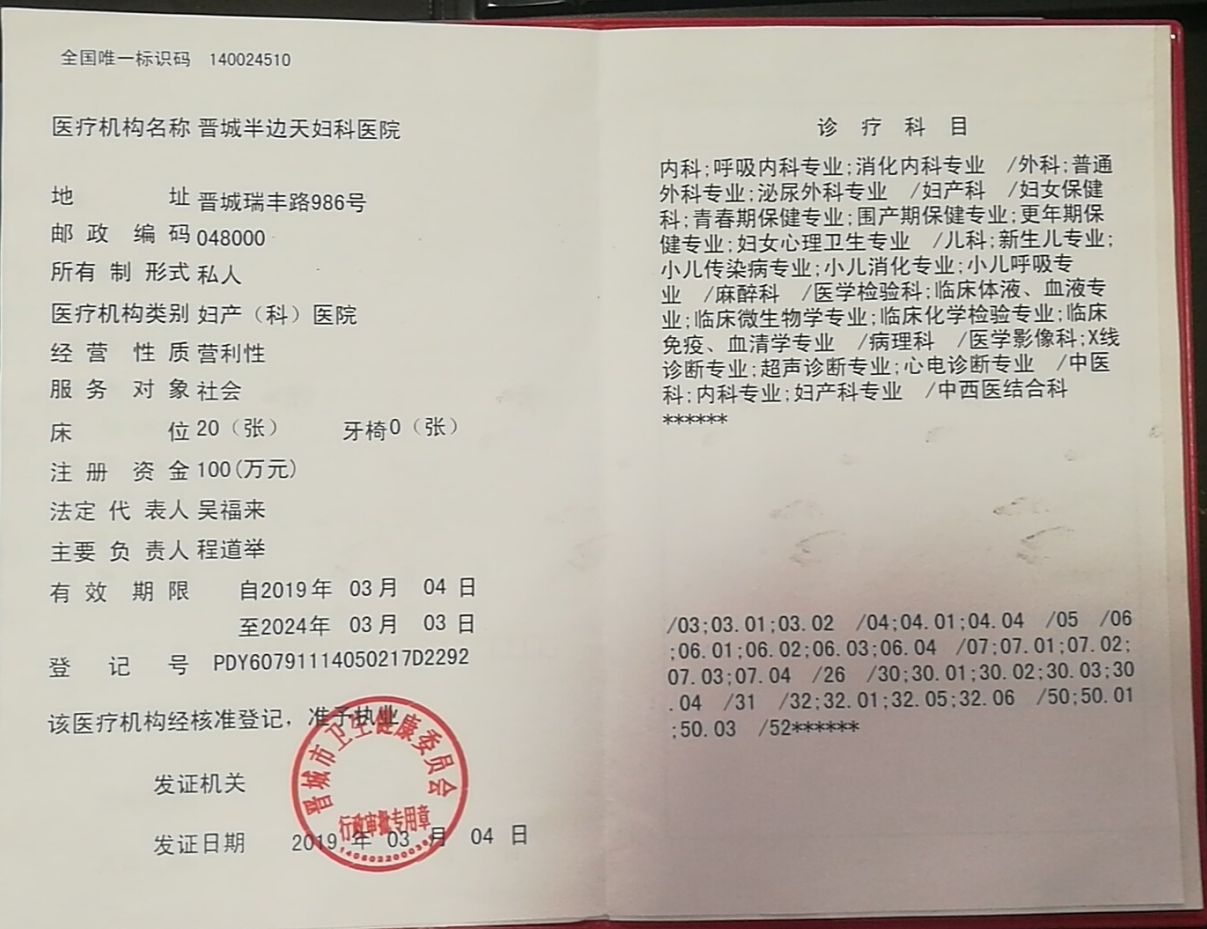 全国唯一标识码 140024510
医疗机构名称 晋城半边天妇科医院
地 址 晋城瑞丰路986号
邮政编码 048000
所有制形式 私人
医疗机构类别 妇产（科）医院
经营性质 营利性
服务对象 社会
床 位 20（张） 牙椅0（张）
注册资金 100(万元)
法定代表人 吴福来
主要负责人 程道举
有效期限 自2019年 03月 04日
至2024年 03月 03日
登记号 PDY60791114050217D2292
该医疗机构经核准登记，准予执业
发证机关
发证日期 2019 年 03 月 04 日
晋城市卫生健康委员会
行政审批专用章
诊疗科目
内科;呼吸内科专业;消化内科专业 /外科;普通
外科专业;泌尿外科专业 /妇产科 /妇女保健
科;青春期保健专业;围产期保健专业;更年期保
健专业;妇女心理卫生专业 /儿科;新生儿专业;
小儿传染病专业;小儿消化专业;小儿呼吸专
业 /麻醉科 /医学检验科;临床体液、血液专
业;临床微生物学专业;临床化学检验专业;临床
免疫、血清学专业 /病理科 /医学影像科;X线
诊断专业;超声诊断专业;心电诊断专业 /中医
科;内科专业;妇产科专业 /中西医结合科
******
/03;03.01;03.02 /04;04.01;04.04 /05 /06
;06.01;06.02;06.03;06.04 /07;07.01;07.02;
07.03;07.04 /26 /30;30.01;30.02;30.03;30
.04 /31 /32;32.01;32.05;32.06 /50;50.01
;50.03 /52******